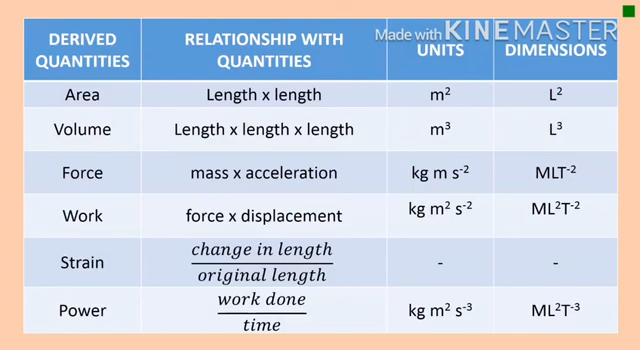 Made with KINEMASTER
DERIVED QUANTITIES | RELATIONSHIP WITH QUANTITIES | UNITS | DIMENSIONS
Area | Length x length | m² | L²
Volume | Length x length x length | m³ | L³
Force | mass x acceleration | kg m s⁻² | MLT⁻²
Work | force x displacement | kg m² s⁻² | ML²T⁻²
Strain | change in length / original length | - | -
Power | work done / time | kg m² s⁻³ | ML²T⁻³